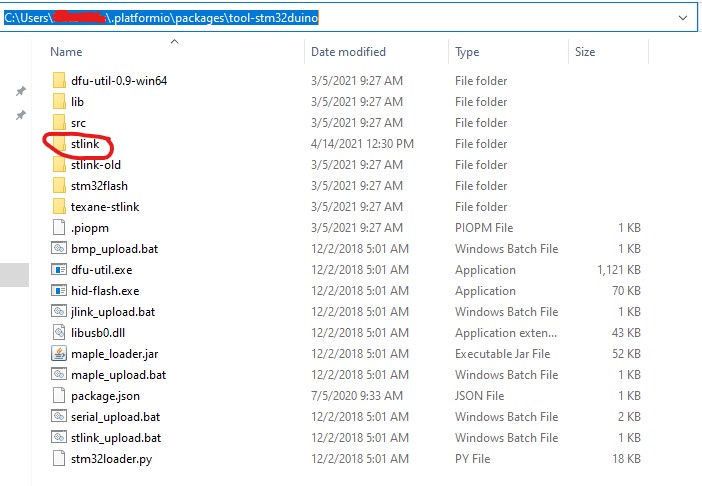 C:\Users\ \.platformio\packages\tool-stm32duino
Name Date modified Type Size
dfu-util-0.9-win64 3/5/2021 9:27 AM File folder
lib 3/5/2021 9:27 AM File folder
src 3/5/2021 9:27 AM File folder
stlink 4/14/2021 12:30 PM File folder
stlink-old 3/5/2021 9:27 AM File folder
stm32flash 3/5/2021 9:27 AM File folder
texane-stlink 3/5/2021 9:27 AM File folder
.piopm 3/5/2021 9:27 AM PIOPM File 1 KB
bmp_upload.bat 12/2/2018 5:01 AM Windows Batch File 1 KB
dfu-util.exe 12/2/2018 5:01 AM Application 1,121 KB
hid-flash.exe 12/2/2018 5:01 AM Application 70 KB
jlink_upload.bat 12/2/2018 5:01 AM Windows Batch File 1 KB
libusb0.dll 12/2/2018 5:01 AM Application exten... 43 KB
maple_loader.jar 12/2/2018 5:01 AM Executable Jar File 52 KB
maple_upload.bat 12/2/2018 5:01 AM Windows Batch File 1 KB
package.json 7/5/2020 9:33 AM JSON File 1 KB
serial_upload.bat 12/2/2018 5:01 AM Windows Batch File 2 KB
stlink_upload.bat 12/2/2018 5:01 AM Windows Batch File 1 KB
stm32loader.py 12/2/2018 5:01 AM PY File 18 KB